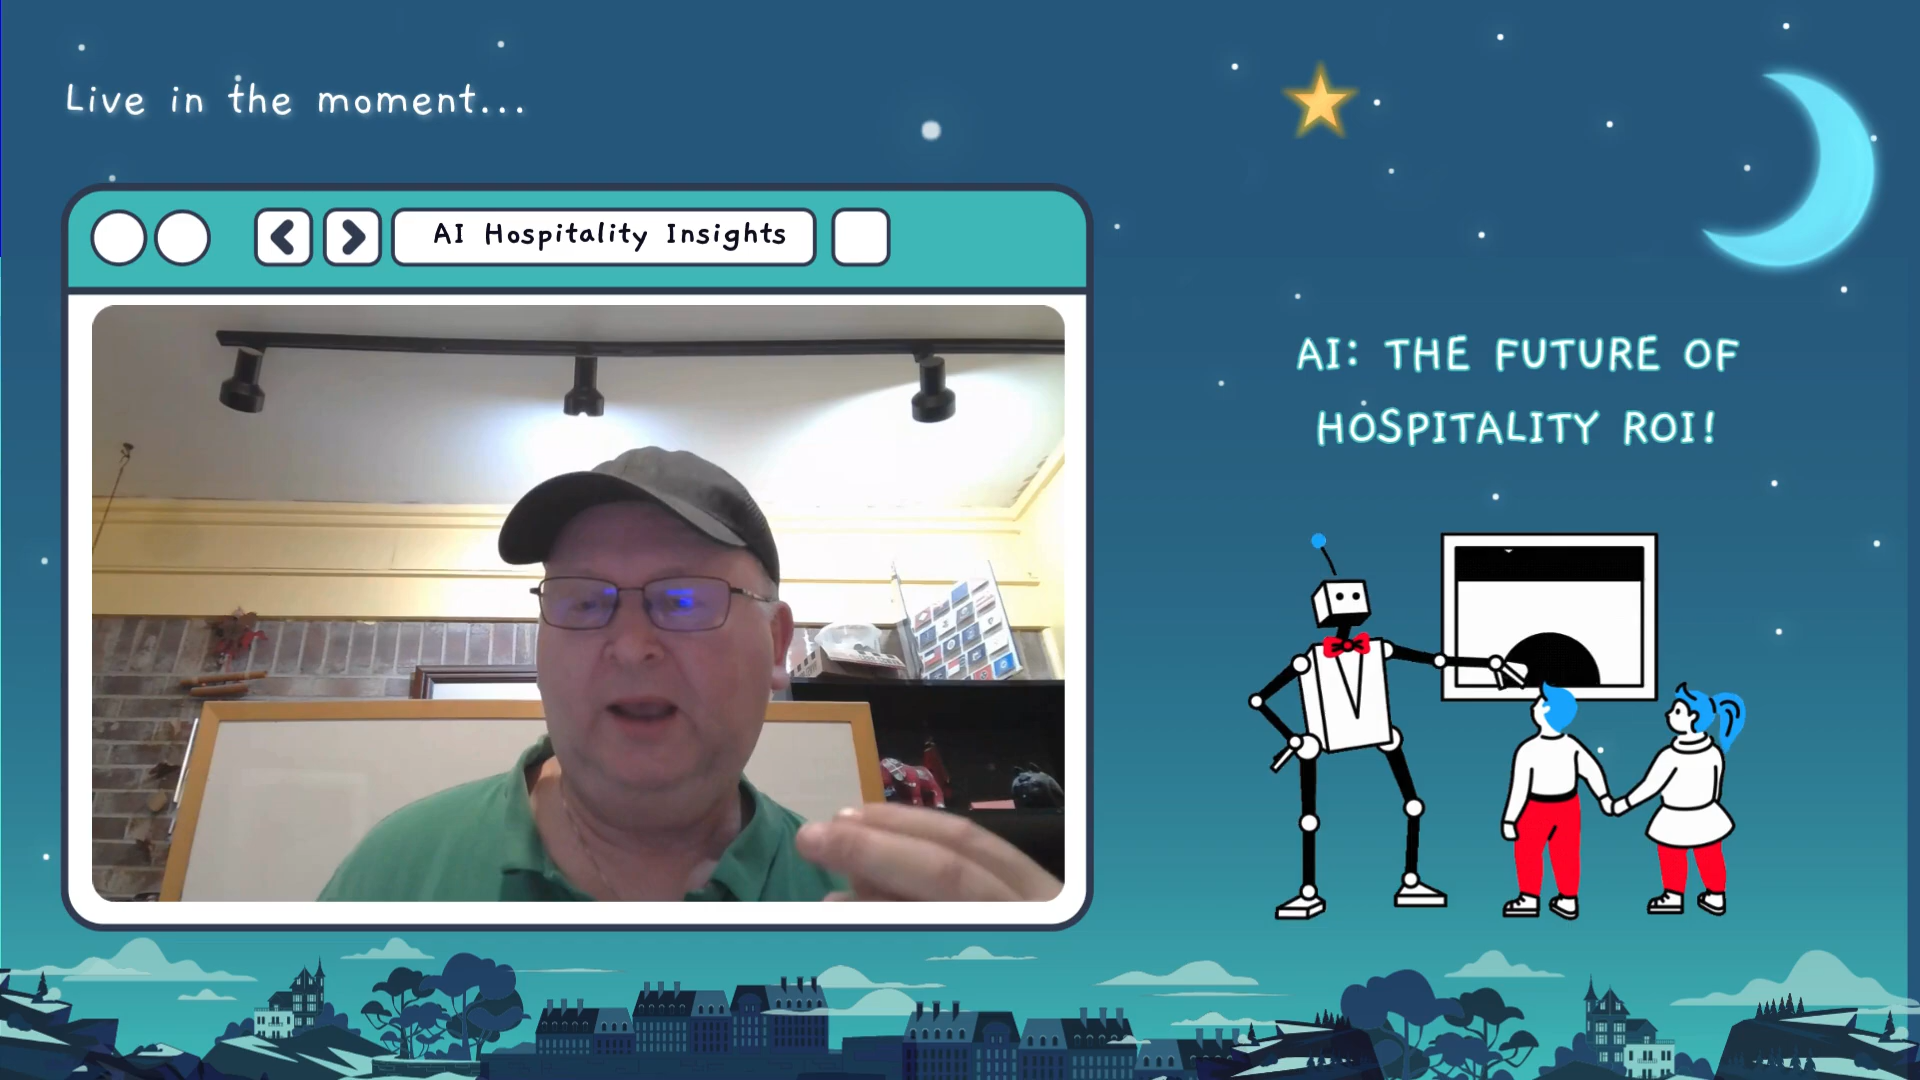 Live in the moment...
AI Hospitality Insights
AI: THE FUTURE OF
HOSPITALITY ROI!